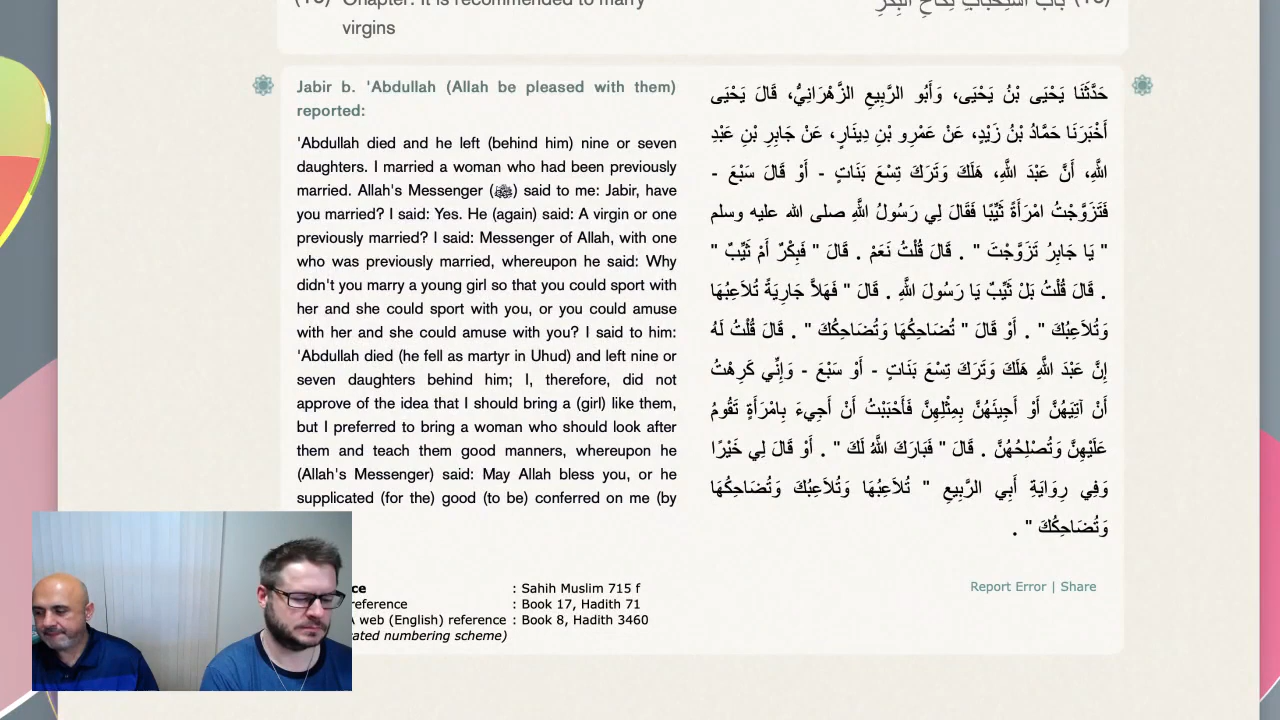 Chapter: It is recommended to marry
virgins
باب استحباب نكاح البكر
Jabir b. 'Abdullah (Allah be pleased with them)
reported:
'Abdullah died and he left (behind him) nine or seven
daughters. I married a woman who had been previously
married. Allah's Messenger (ﷺ) said to me: Jabir, have
you married? I said: Yes. He (again) said: A virgin or one
previously married? I said: Messenger of Allah, with one
who was previously married, whereupon he said: Why
didn't you marry a young girl so that you could sport with
her and she could sport with you, or you could amuse
with her and she could amuse with you? I said to him:
'Abdullah died (he fell as martyr in Uhud) and left nine or
seven daughters behind him; I, therefore, did not
approve of the idea that I should bring a (girl) like them,
but I preferred to bring a woman who should look after
them and teach them good manners, whereupon he
(Allah's Messenger) said: May Allah bless you, or he
supplicated (for the) good (to be) conferred on me (by
حَدَّثَنَا يَحْيَى بْنُ يَحْيَى، وَأَبُو الرَّبِيعِ الزَّهْرَانِيُّ، قَالَ يَحْيَى
أَخْبَرَنَا حَمَّادُ بْنُ زَيْدٍ، عَنْ عَمْرِو بْنِ دِينَارٍ، عَنْ جَابِرِ بْنِ عَبْدِ
اللَّهِ، أَنَّ عَبْدَ اللَّهِ، هَلَكَ وَتَرَكَ تِسْعَ بَنَاتٍ - أَوْ قَالَ سَبْعَ -
فَتَزَوَّجْتُ امْرَأَةً ثَيِّبًا فَقَالَ لِي رَسُولُ اللَّهِ صلى الله عليه وسلم
" يَا جَابِرُ تَزَوَّجْتَ " . قَالَ قُلْتُ نَعَمْ . قَالَ " فَبِكْرٌ أَمْ ثَيِّبٌ "
. قَالَ قُلْتُ بَلْ ثَيِّبٌ يَا رَسُولَ اللَّهِ . قَالَ " فَهَلاَّ جَارِيَةً تُلاَعِبُهَا
وَتُلاَعِبُكَ " . أَوْ قَالَ " تُضَاحِكُهَا وَتُضَاحِكُكَ " . قَالَ قُلْتُ لَهُ
إِنَّ عَبْدَ اللَّهِ هَلَكَ وَتَرَكَ تِسْعَ بَنَاتٍ - أَوْ سَبْعَ - وَإِنِّي كَرِهْتُ
أَنْ آتِيَهُنَّ أَوْ أَجِيئَهُنَّ بِمِثْلِهِنَّ فَأَحْبَبْتُ أَنْ أَجِيءَ بِامْرَأَةٍ تَقُومُ
عَلَيْهِنَّ وَتُصْلِحُهُنَّ . قَالَ " فَبَارَكَ اللَّهُ لَكَ " . أَوْ قَالَ لِي خَيْرًا
وَفِي رِوَايَةِ أَبِي الرَّبِيعِ " تُلاَعِبُهَا وَتُلاَعِبُكَ وَتُضَاحِكُهَا
وَتُضَاحِكُكَ " .
ce : Sahih Muslim 715 f
reference : Book 17, Hadith 71
web (English) reference : Book 8, Hadith 3460
ated numbering scheme)
Report Error | Share